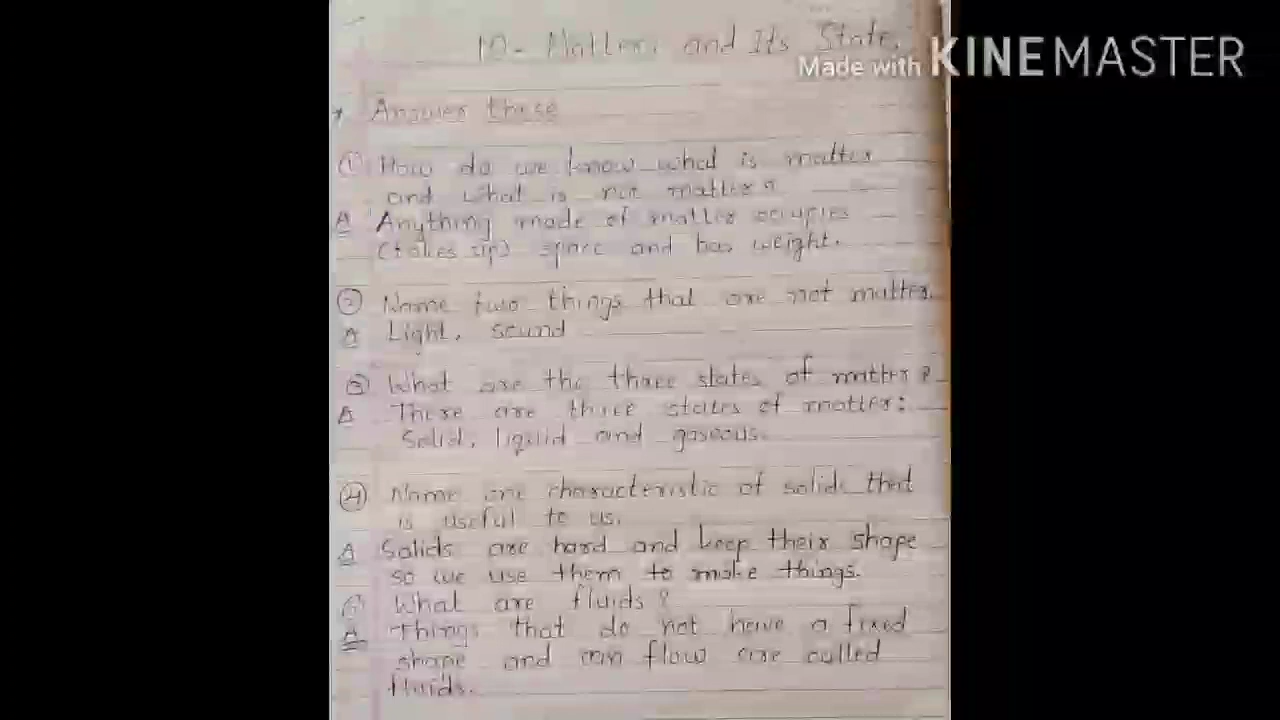 10- Matter and Its State.
Made with KINEMASTER
* Answer these
① How do we know what is matter
and what is not matter?
A Anything made of matter occupies
(takes up) space and has weight.
② Name two things that are not matter.
A Light, sound
③ What are the three states of matter?
A There are three states of matter:
solid, liquid and gaseous.
④ Name one characteristic of solids that
is useful to us.
A Solids are hard and keep their shape
so we use them to make things.
⑤ What are fluids?
A Things that do not have a fixed
shape and can flow are called
fluids.